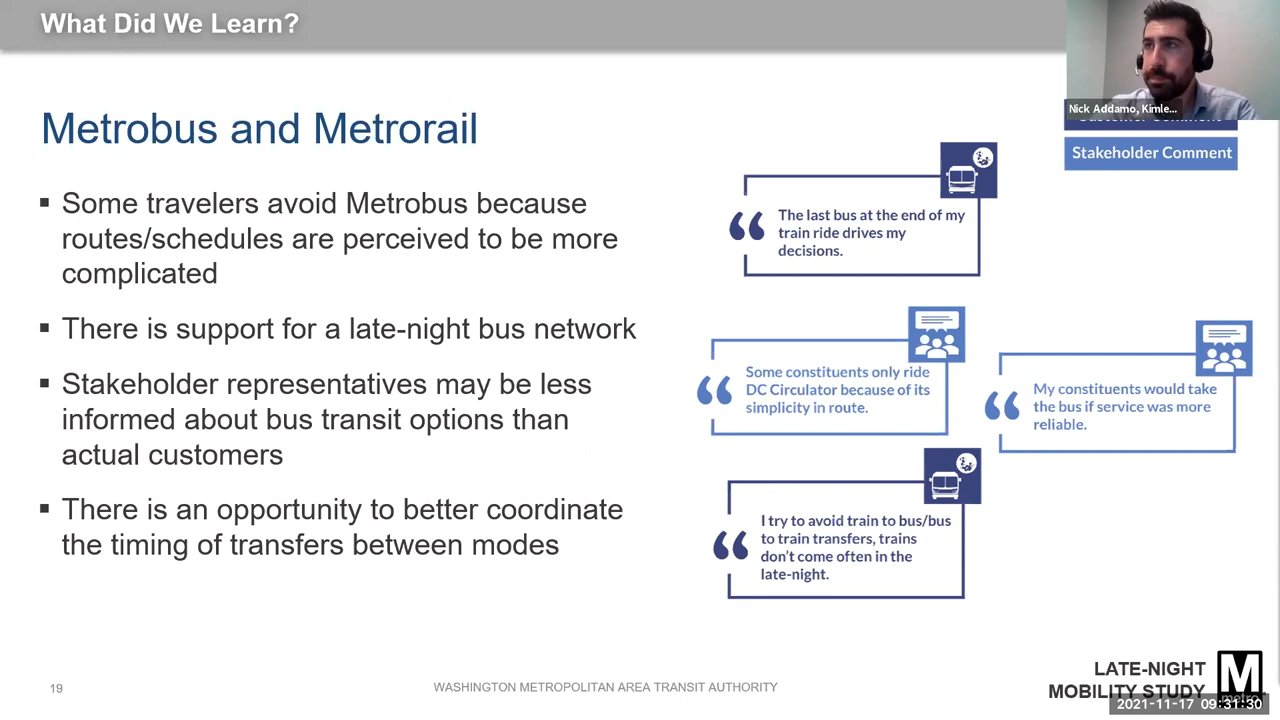 What Did We Learn?
Nick Addamo, Kimle...
Stakeholder Comment
Metrobus and Metrorail
▪ Some travelers avoid Metrobus because
routes/schedules are perceived to be more
complicated
▪ There is support for a late-night bus network
▪ Stakeholder representatives may be less
informed about bus transit options than
actual customers
▪ There is an opportunity to better coordinate
the timing of transfers between modes
“ The last bus at the end of my
train ride drives my
decisions.
“ Some constituents only ride
DC Circulator because of its
simplicity in route.
“ My constituents would take
the bus if service was more
reliable.
“ I try to avoid train to bus/bus
to train transfers, trains
don't come often in the
late-night.
19
WASHINGTON METROPOLITAN AREA TRANSIT AUTHORITY
LATE-NIGHT
MOBILITY STUDY
M
metro
2021-11-17 09:31:30